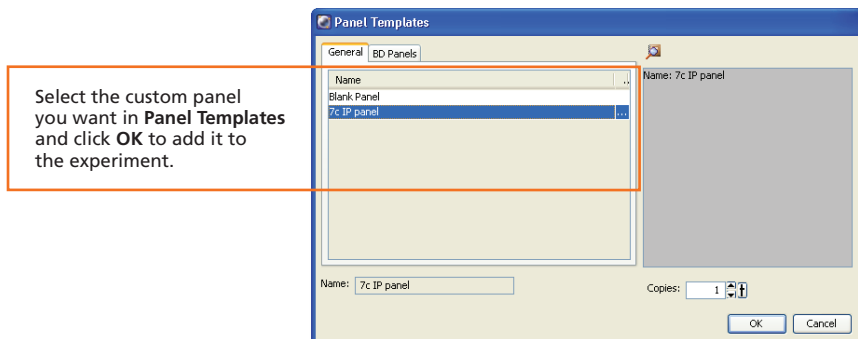 Panel Templates
General
BD Panels
Select the custom panel
you want in Panel Templates
and click OK to add it to
the experiment.
Name
..
Blank Panel
7c IP panel
...
Name: 7c IP panel
Name: 7c IP panel
Copies: 1
OK
Cancel